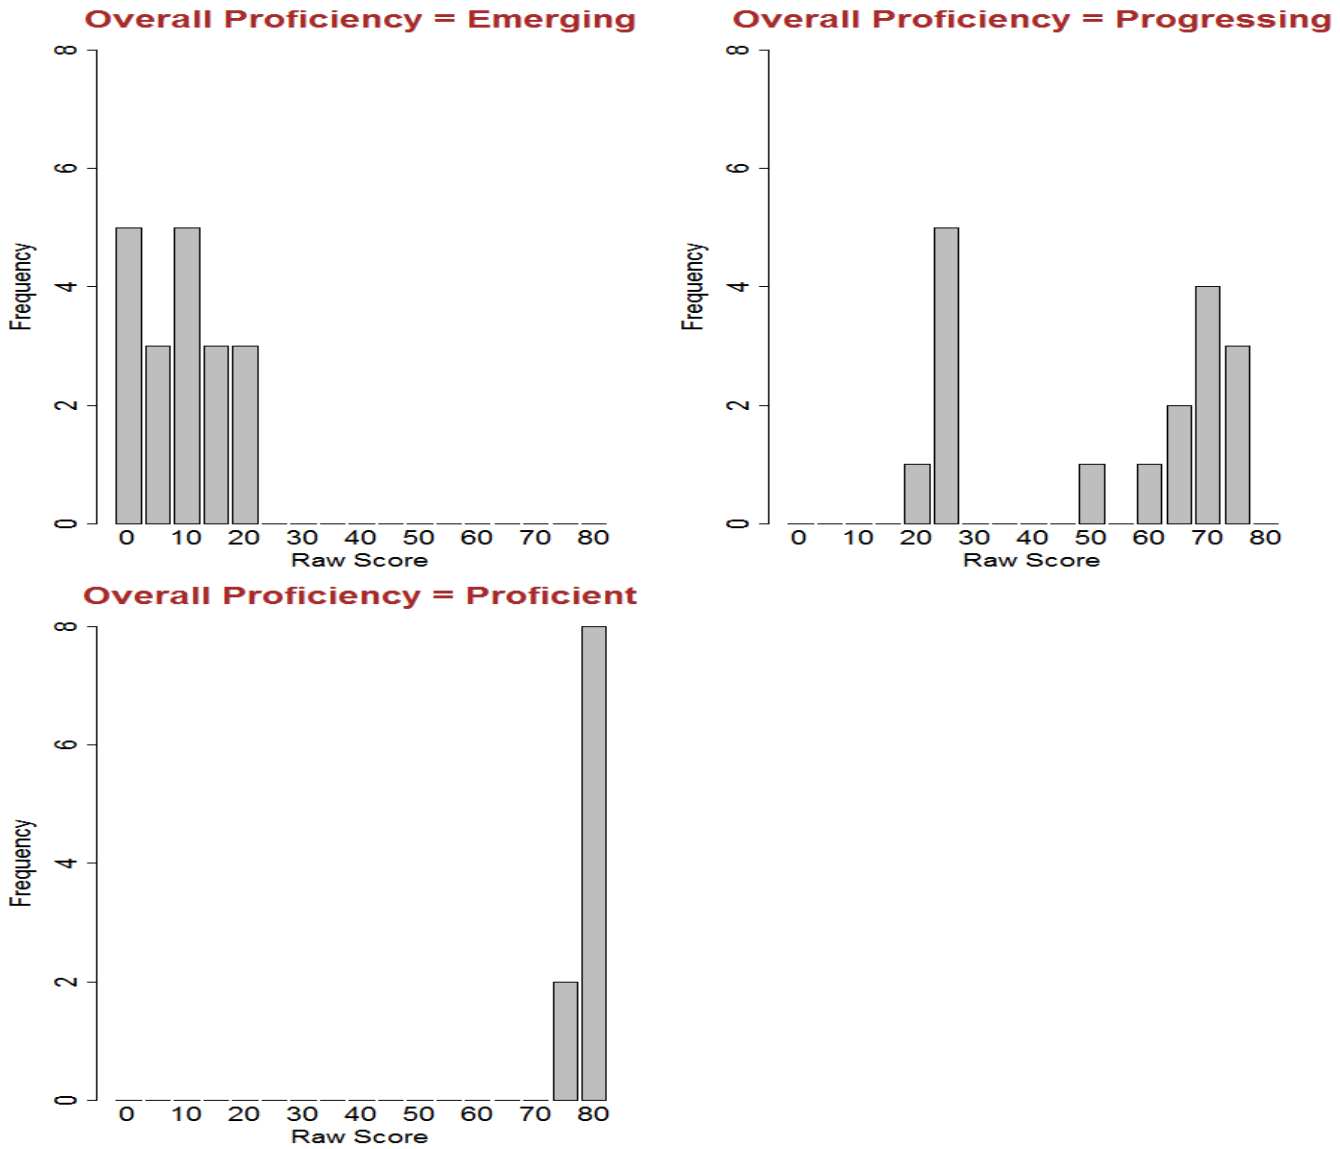 Overall Proficiency = Emerging
8
6
4
2
0
Frequency
0 10 20 30 40 50 60 70 80
Raw Score
Overall Proficiency = Progressing
8
6
4
2
0
Frequency
0 10 20 30 40 50 60 70 80
Raw Score
Overall Proficiency = Proficient
8
6
4
2
0
Frequency
0 10 20 30 40 50 60 70 80
Raw Score